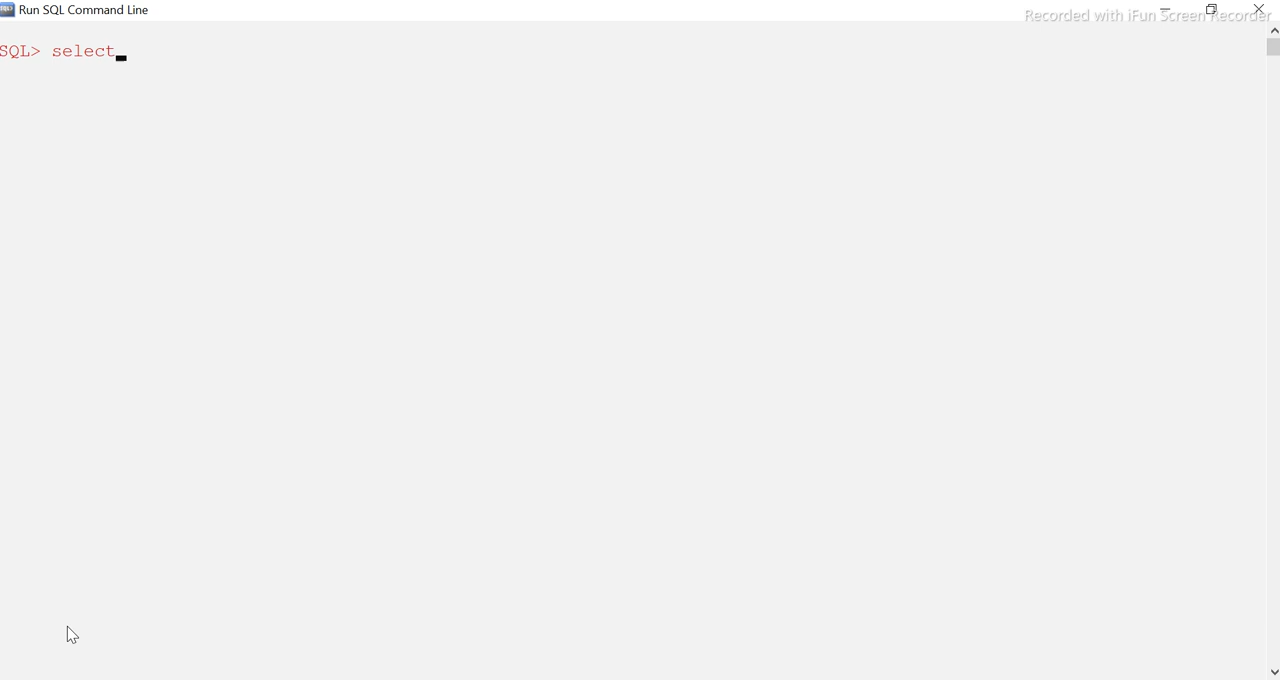 Run SQL Command Line
Recorded with iFun Screen Recorder
SQL> select